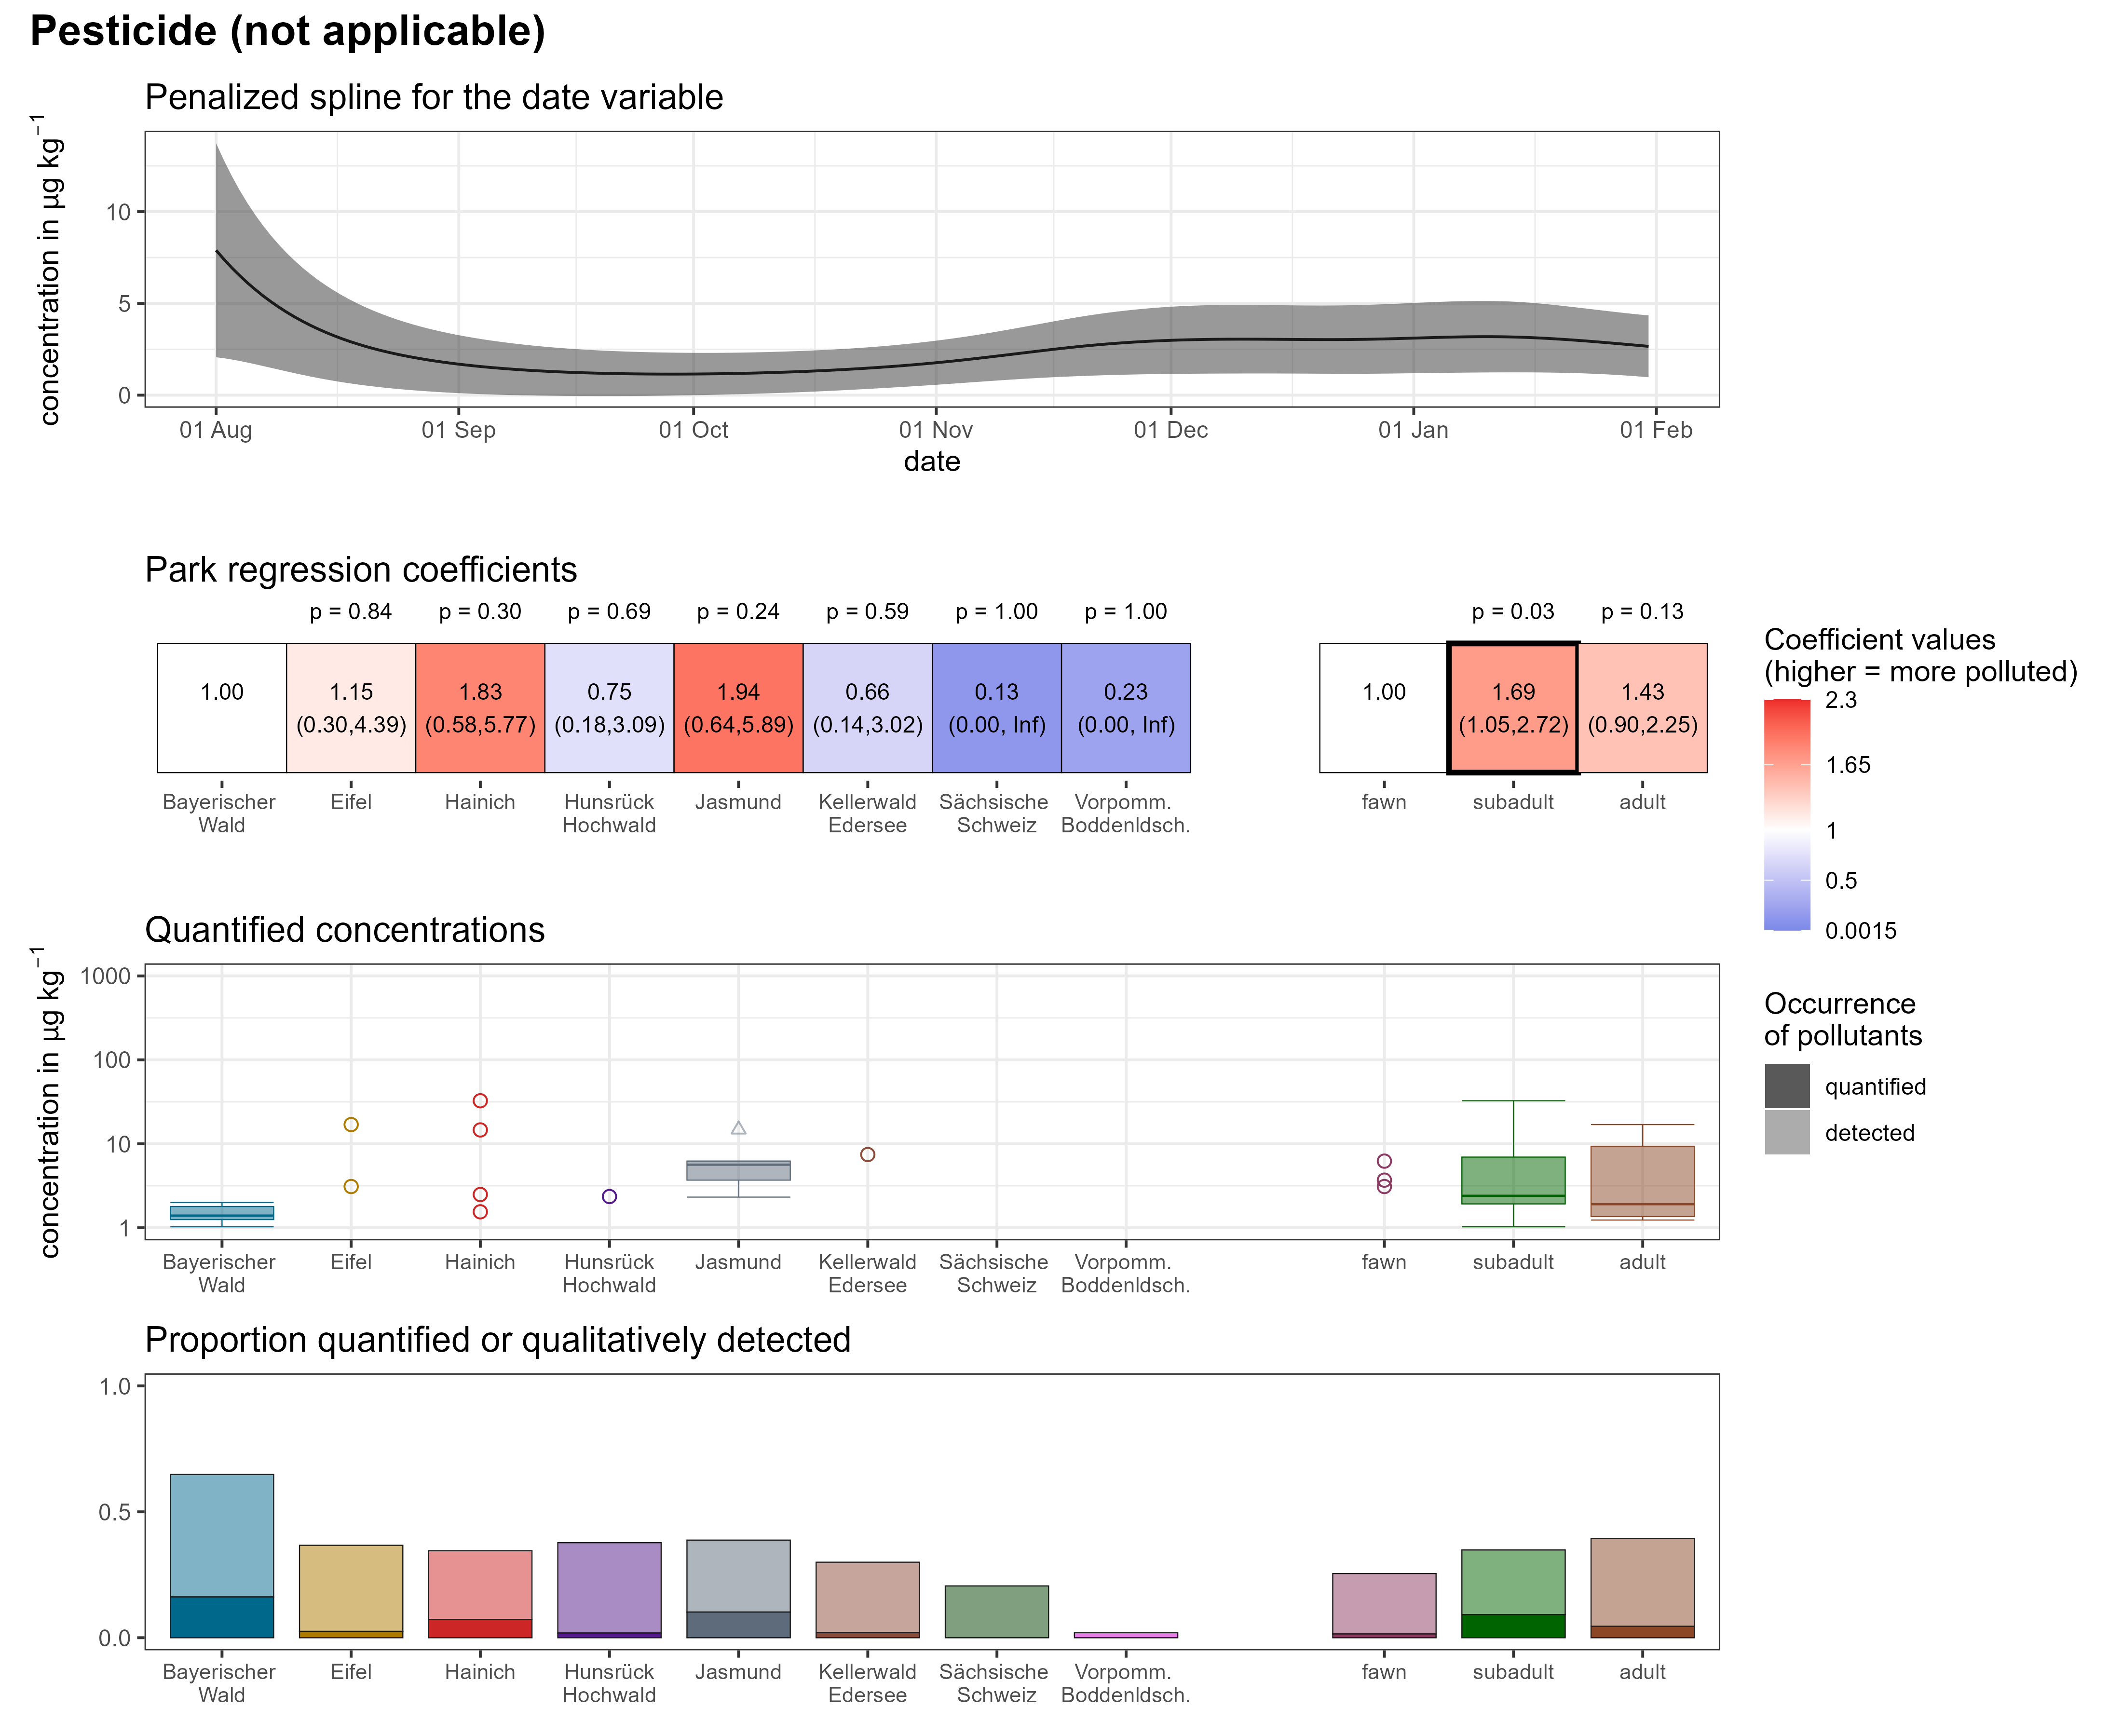 Pesticide (not applicable)
Penalized spline for the date variable
concentration in µg kg⁻¹
10
5
0
01 Aug 01 Sep 01 Oct 01 Nov 01 Dec 01 Jan 01 Feb
date
Park regression coefficients
p = 0.84 p = 0.30 p = 0.69 p = 0.24 p = 0.59 p = 1.00 p = 1.00 p = 0.03 p = 0.13
1.00 1.15 1.83 0.75 1.94 0.66 0.13 0.23 1.00 1.69 1.43
(0.30,4.39) (0.58,5.77) (0.18,3.09) (0.64,5.89) (0.14,3.02) (0.00, Inf) (0.00, Inf) (1.05,2.72) (0.90,2.25)
Bayerischer Eifel Hainich Hunsrück Jasmund Kellerwald Sächsische Vorpomm. fawn subadult adult
Wald Hochwald Edersee Schweiz Boddenldsch.
Coefficient values
(higher = more polluted)
2.3
1.65
1
0.5
0.0015
Quantified concentrations
concentration in µg kg⁻¹
1000
100
10
1
Bayerischer Eifel Hainich Hunsrück Jasmund Kellerwald Sächsische Vorpomm. fawn subadult adult
Wald Hochwald Edersee Schweiz Boddenldsch.
Occurrence
of pollutants
quantified
detected
Proportion quantified or qualitatively detected
1.0
0.5
0.0
Bayerischer Eifel Hainich Hunsrück Jasmund Kellerwald Sächsische Vorpomm. fawn subadult adult
Wald Hochwald Edersee Schweiz Boddenldsch.